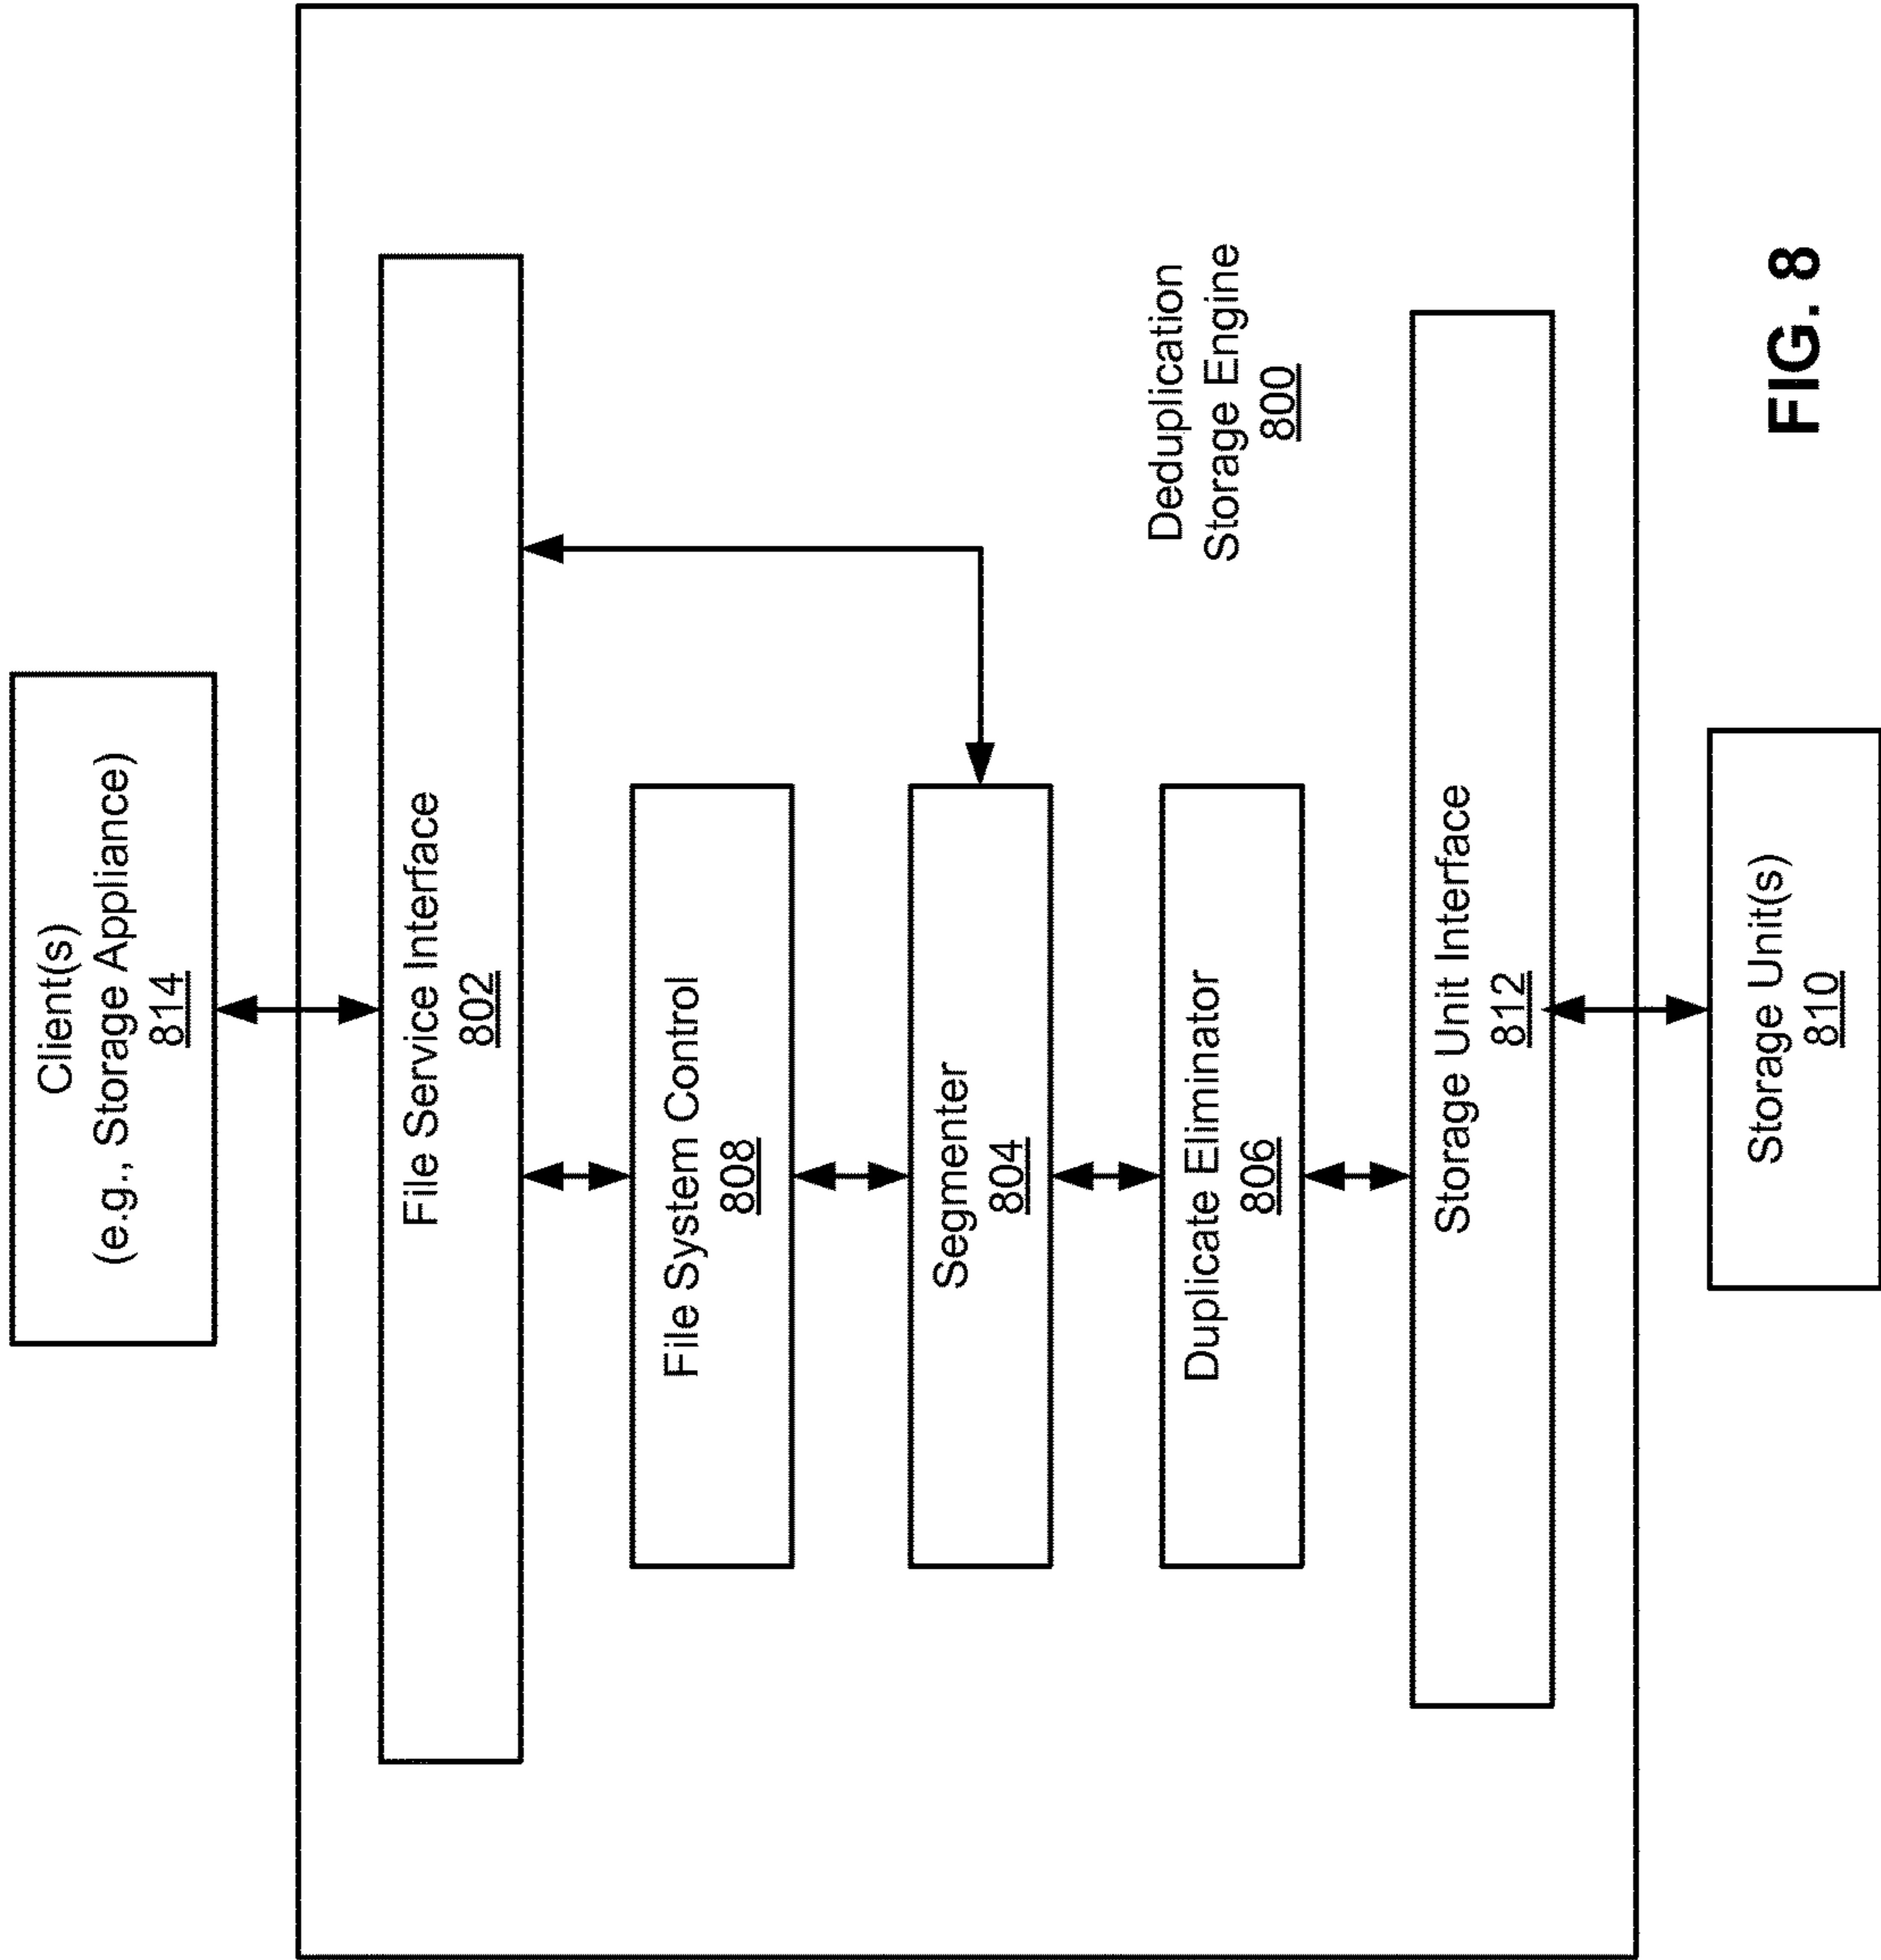 Client(s)
(e.g., Storage Appliance)
814
File Service Interface
802
File System Control
808
Segmenter
804
Duplicate Eliminator
806
Deduplication
Storage Engine
800
Storage Unit Interface
812
Storage Unit(s)
810
FIG. 8